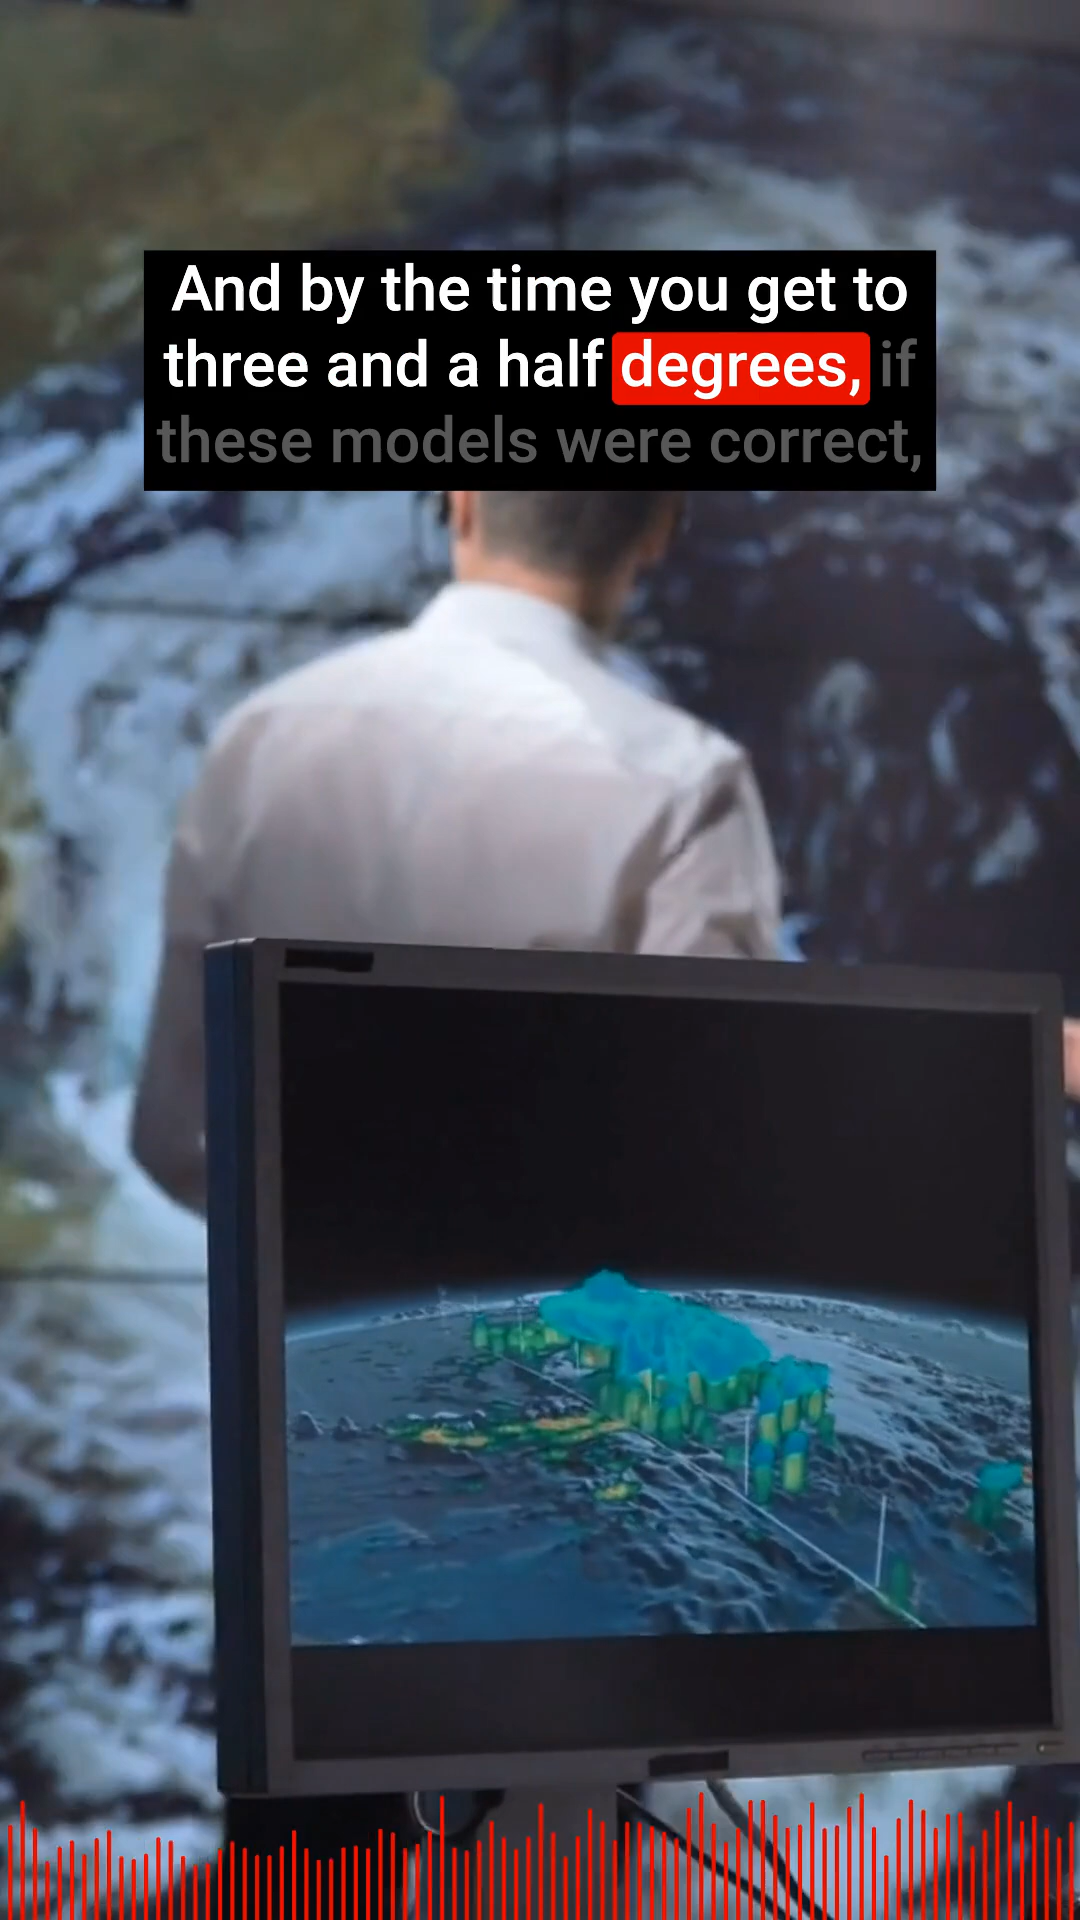 And by the time you get to
three and a half degrees, if
these models were correct,